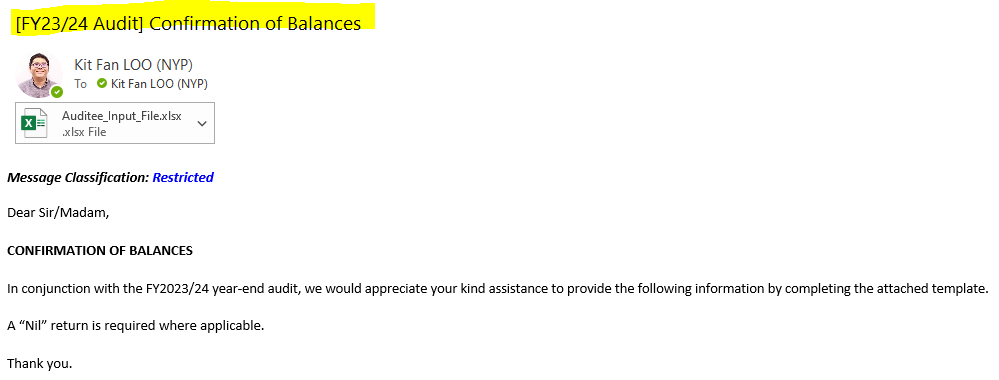 [FY23/24 Audit] Confirmation of Balances
Kit Fan LOO (NYP)
To Kit Fan LOO (NYP)
Auditee_Input_File.xlsx
.xlsx File
Message Classification: Restricted
Dear Sir/Madam,
CONFIRMATION OF BALANCES
In conjunction with the FY2023/24 year-end audit, we would appreciate your kind assistance to provide the following information by completing the attached template.
A “Nil” return is required where applicable.
Thank you.